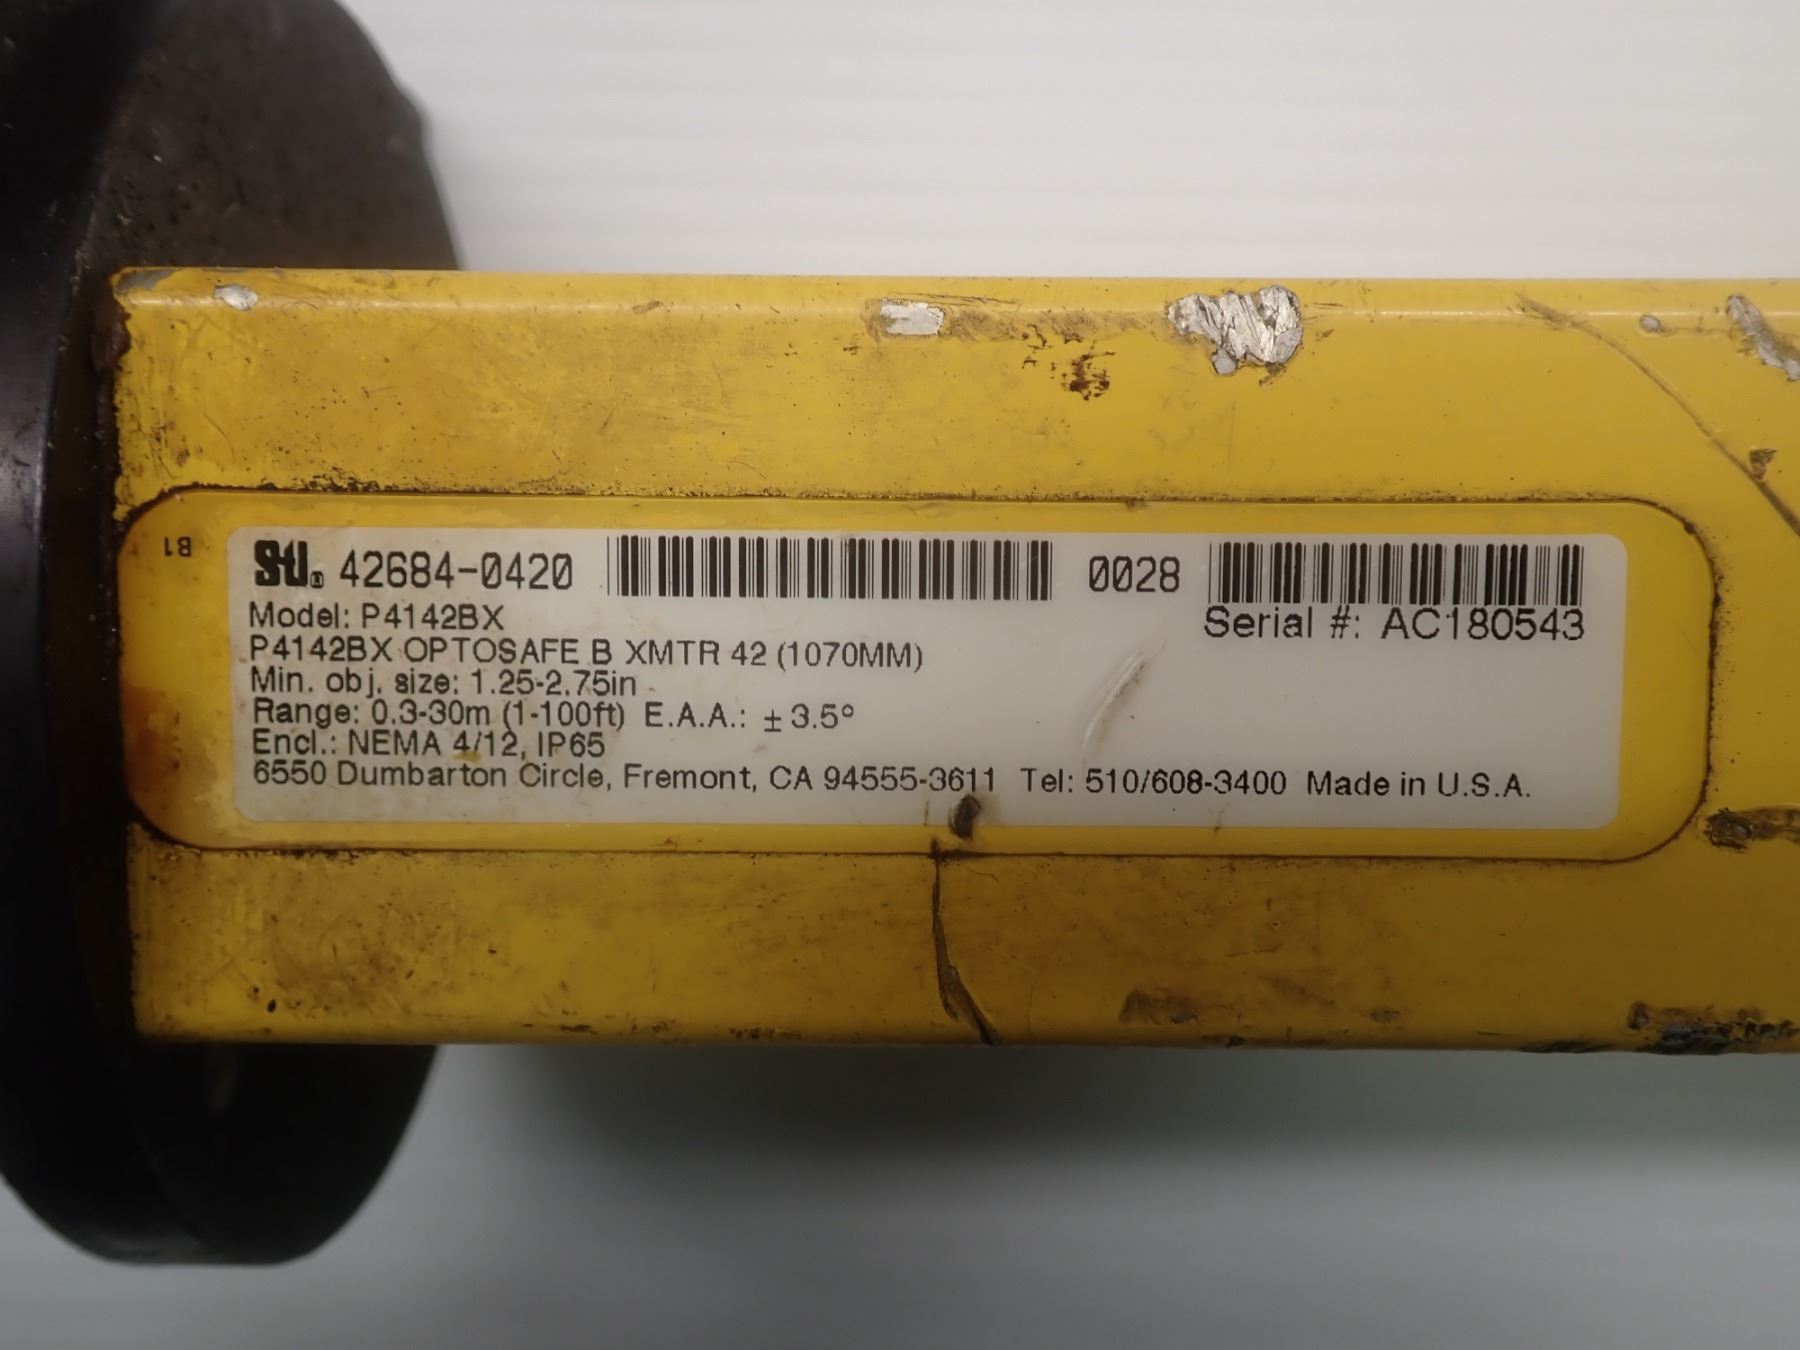 B1
STI 42684-0420 0028
Model: P4142BX Serial #: AC180543
P4142BX OPTOSAFE B XMTR 42 (1070MM)
Min. obj. size: 1.25-2.75in
Range: 0.3-30m (1-100ft) E.A.A.: ± 3.5°
Encl.: NEMA 4/12, IP65
6550 Dumbarton Circle, Fremont, CA 94555-3611 Tel: 510/608-3400 Made in U.S.A.